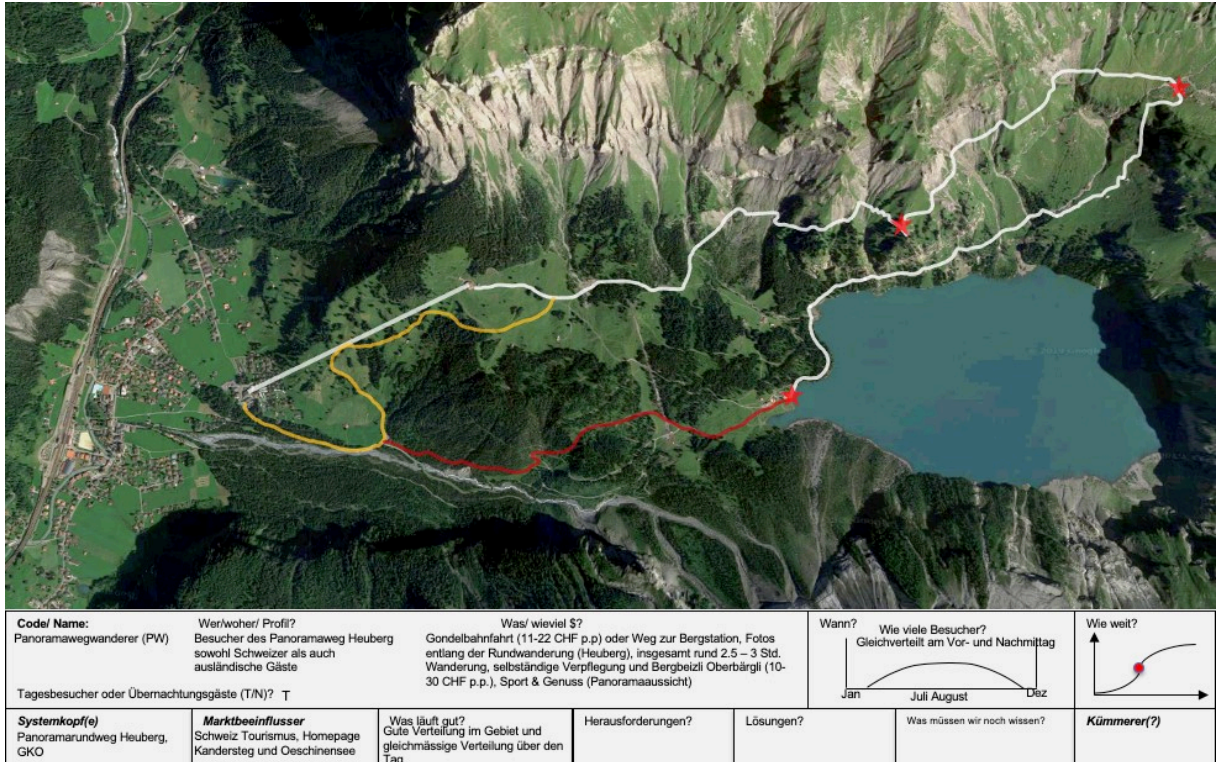 Code/ Name:
Panoramawegwanderer (PW)
Wer/woher/ Profil?
Besucher des Panoramaweg Heuberg
sowohl Schweizer als auch
ausländische Gäste
Tagesbesucher oder Übernachtungsgäste (T/N)? T
Was/ wieviel $?
Gondelbahnfahrt (11-22 CHF p.p) oder Weg zur Bergstation, Fotos
entlang der Rundwanderung (Heuberg), insgesamt rund 2.5 – 3 Std.
Wanderung, selbständige Verpflegung und Bergbeizli Oberbärgli (10-
30 CHF p.p.), Sport & Genuss (Panoramaaussicht)
Wann?
Wie viele Besucher?
Gleichverteilt am Vor- und Nachmittag
Jan
Juli August
Dez
Wie weit?
Systemkopf(e)
Panoramarundweg Heuberg,
GKO
Marktbeeinflusser
Schweiz Tourismus, Homepage
Kandersteg und Oeschinensee
Was läuft gut?
Gute Verteilung im Gebiet und
gleichmässige Verteilung über den
Tag
Herausforderungen?
Lösungen?
Was müssen wir noch wissen?
Kümmerer(?)